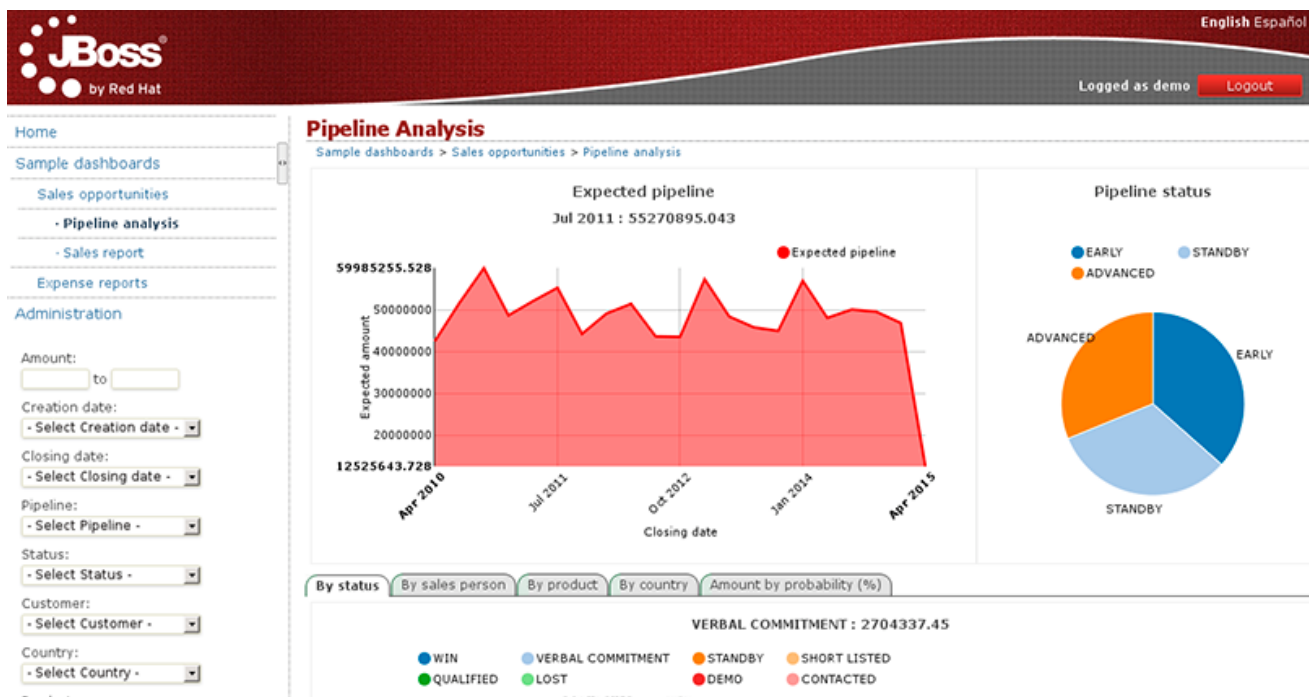 English Español
JBoss®
by Red Hat
Logged as demo
Logout
Home
Sample dashboards
Sales opportunities
· Pipeline analysis
· Sales report
Expense reports
Administration
Amount:
to
Creation date:
- Select Creation date -
Closing date:
- Select Closing date -
Pipeline:
- Select Pipeline -
Status:
- Select Status -
Customer:
- Select Customer -
Country:
- Select Country -
Pipeline Analysis
Sample dashboards > Sales opportunities > Pipeline analysis
Expected pipeline
Jul 2011 : 55270895.043
Expected pipeline
59985255.528
50000000
40000000
30000000
20000000
12525643.728
Expected amount
Apr 2010
Jul 2011
Oct 2012
Jan 2014
Apr 2015
Closing date
Pipeline status
EARLY
STANDBY
ADVANCED
ADVANCED
EARLY
STANDBY
By status
By sales person
By product
By country
Amount by probability (%)
VERBAL COMMITMENT : 2704337.45
WIN
VERBAL COMMITMENT
STANDBY
SHORT LISTED
QUALIFIED
LOST
DEMO
CONTACTED